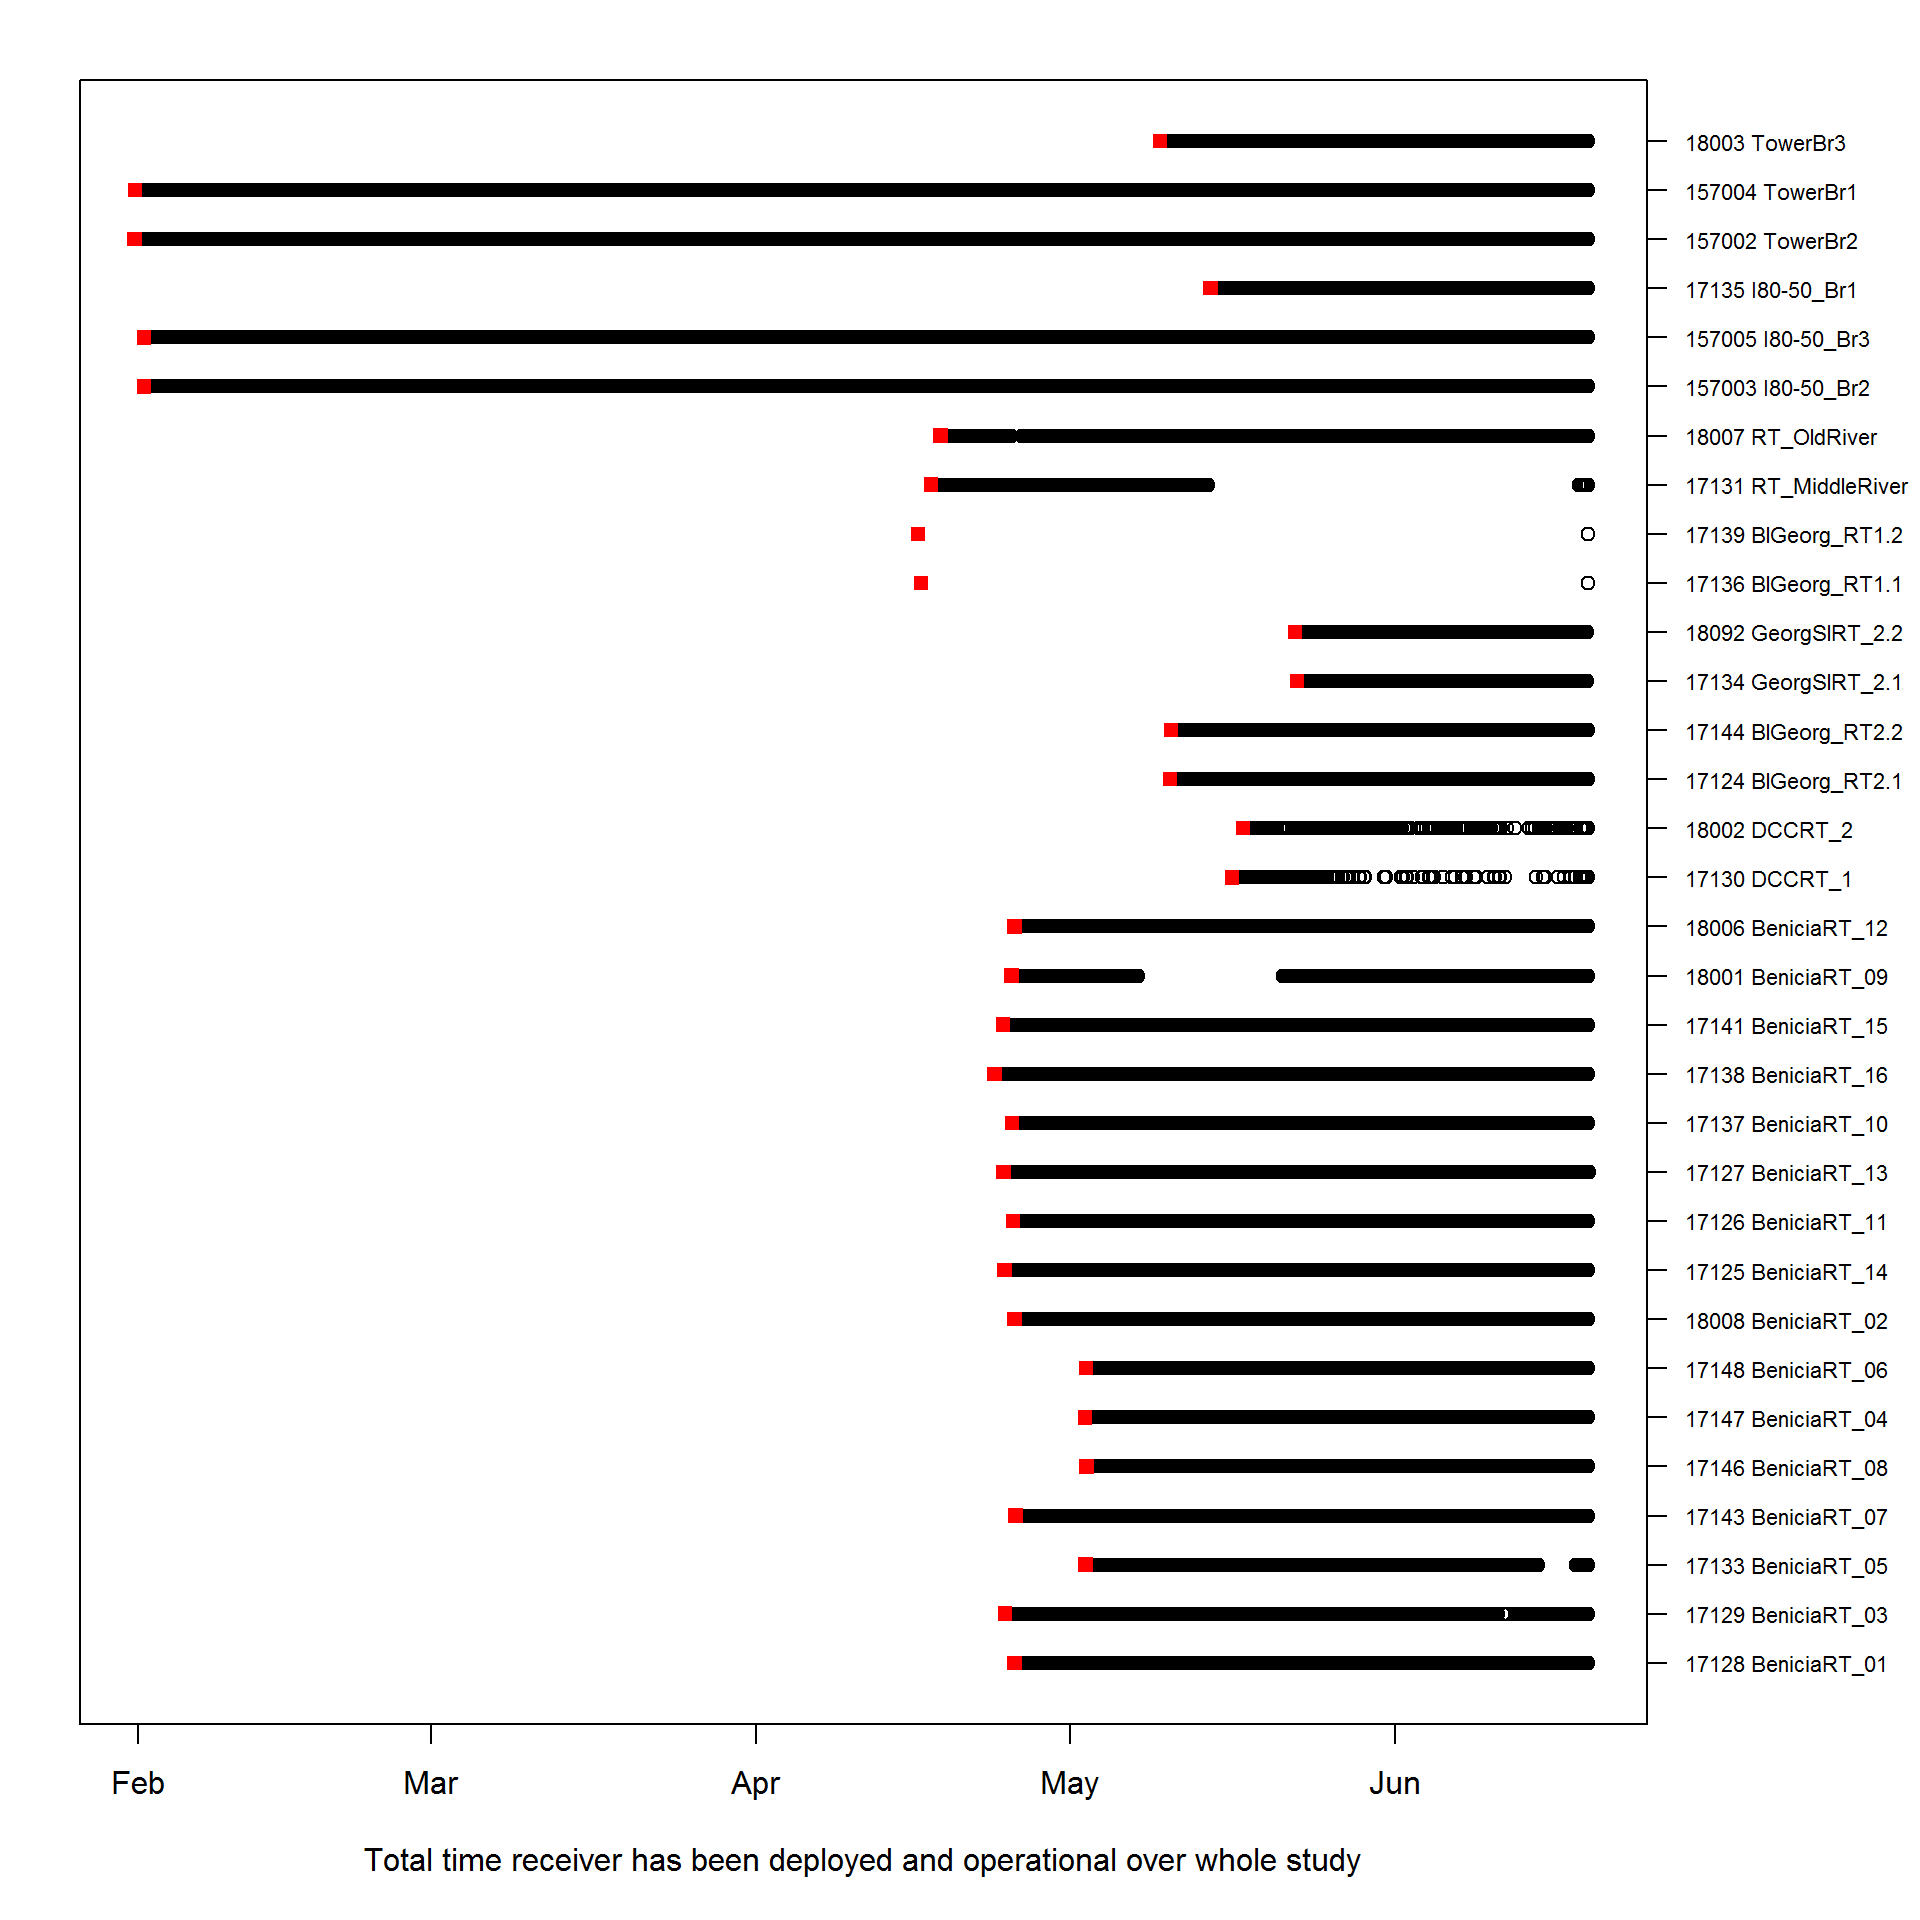 18003 TowerBr3
157004 TowerBr1
157002 TowerBr2
17135 I80-50_Br1
157005 I80-50_Br3
157003 I80-50_Br2
18007 RT_OldRiver
17131 RT_MiddleRiver
17139 BlGeorg_RT1.2
17136 BlGeorg_RT1.1
18092 GeorgSlRT_2.2
17134 GeorgSlRT_2.1
17144 BlGeorg_RT2.2
17124 BlGeorg_RT2.1
18002 DCCRT_2
17130 DCCRT_1
18006 BeniciaRT_12
18001 BeniciaRT_09
17141 BeniciaRT_15
17138 BeniciaRT_16
17137 BeniciaRT_10
17127 BeniciaRT_13
17126 BeniciaRT_11
17125 BeniciaRT_14
18008 BeniciaRT_02
17148 BeniciaRT_06
17147 BeniciaRT_04
17146 BeniciaRT_08
17143 BeniciaRT_07
17133 BeniciaRT_05
17129 BeniciaRT_03
17128 BeniciaRT_01
Feb Mar Apr May Jun
Total time receiver has been deployed and operational over whole study